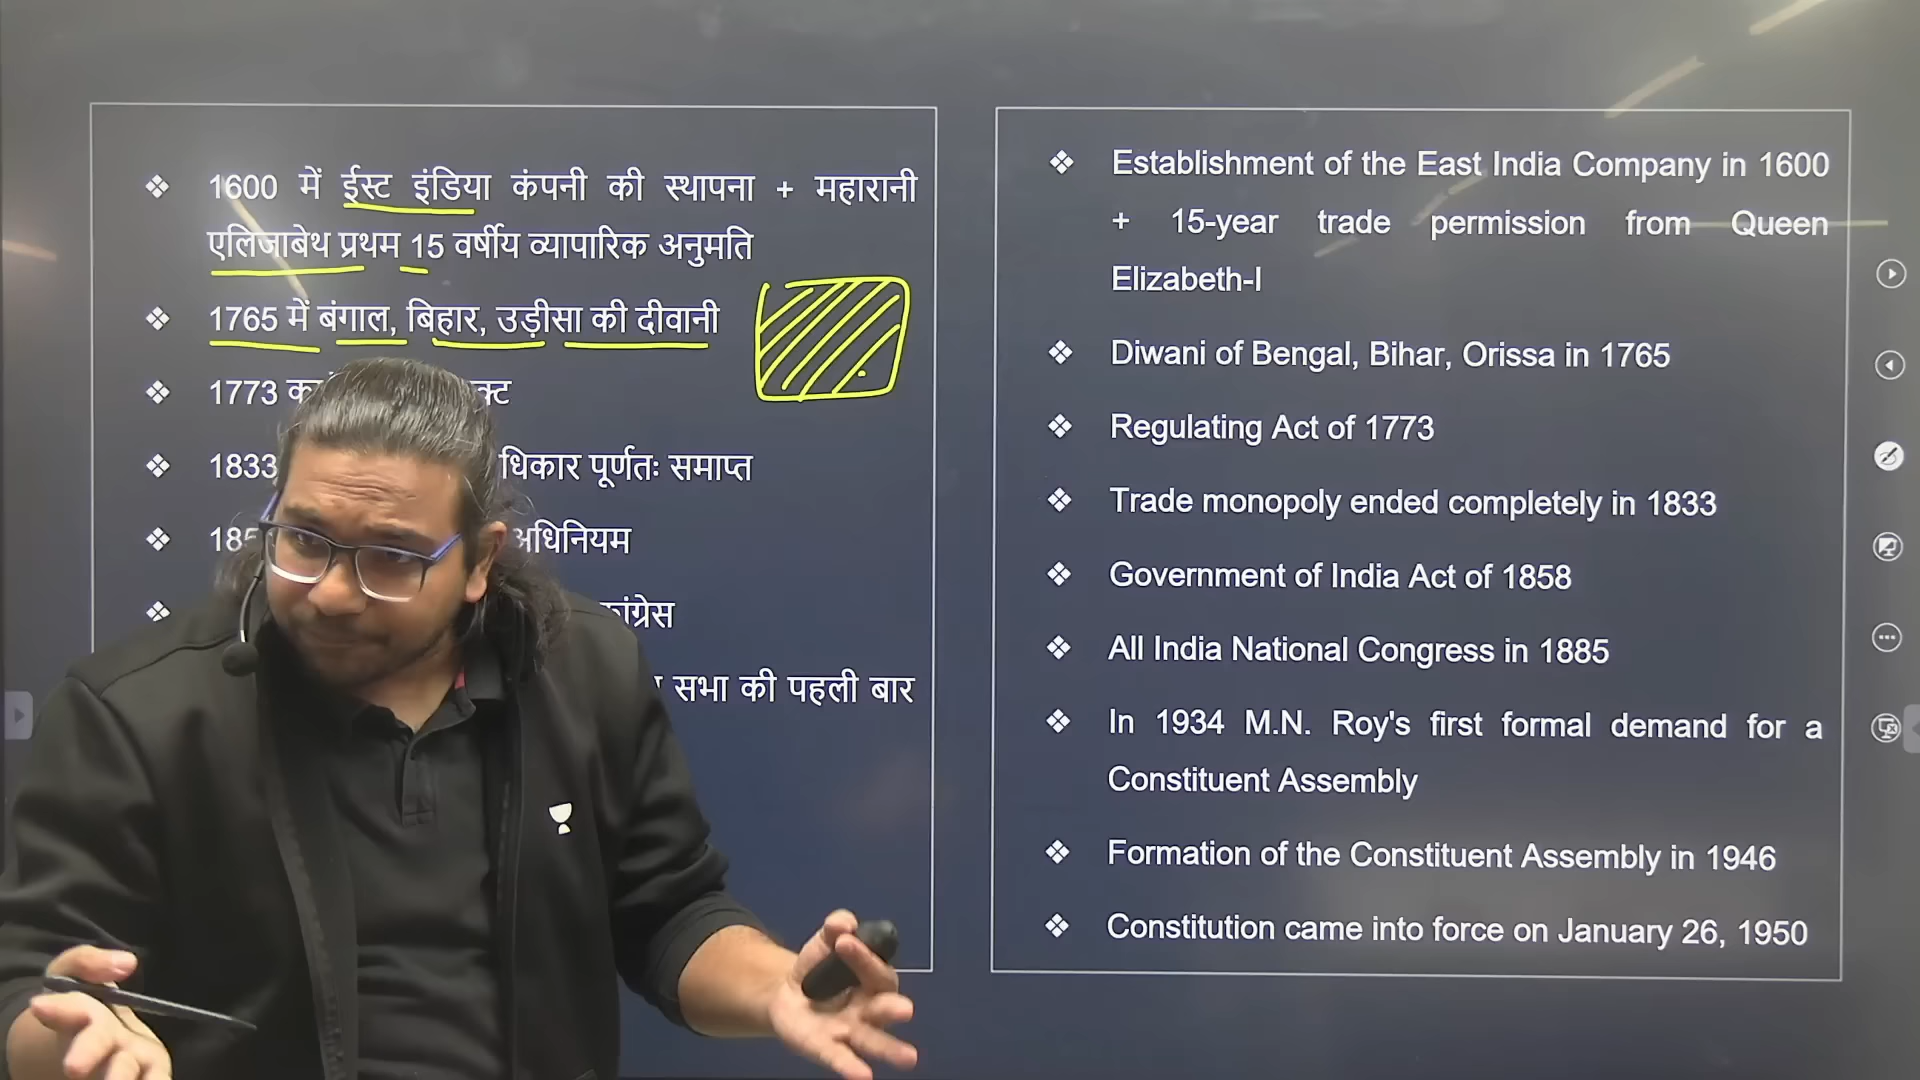 ❖ 1600 में ईस्ट इंडिया कंपनी की स्थापना + महारानी
एलिजाबेथ प्रथम 15 वर्षीय व्यापारिक अनुमति
❖ 1765 में बंगाल, बिहार, उड़ीसा की दीवानी
❖ 1773
❖ 1833 धिकार पूर्णतः समाप्त
❖ अधिनियम
❖ कांग्रेस
सभा की पहली बार
❖ Establishment of the East India Company in 1600
+ 15-year trade permission from Queen
Elizabeth-I
❖ Diwani of Bengal, Bihar, Orissa in 1765
❖ Regulating Act of 1773
❖ Trade monopoly ended completely in 1833
❖ Government of India Act of 1858
❖ All India National Congress in 1885
❖ In 1934 M.N. Roy's first formal demand for a
Constituent Assembly
❖ Formation of the Constituent Assembly in 1946
❖ Constitution came into force on January 26, 1950